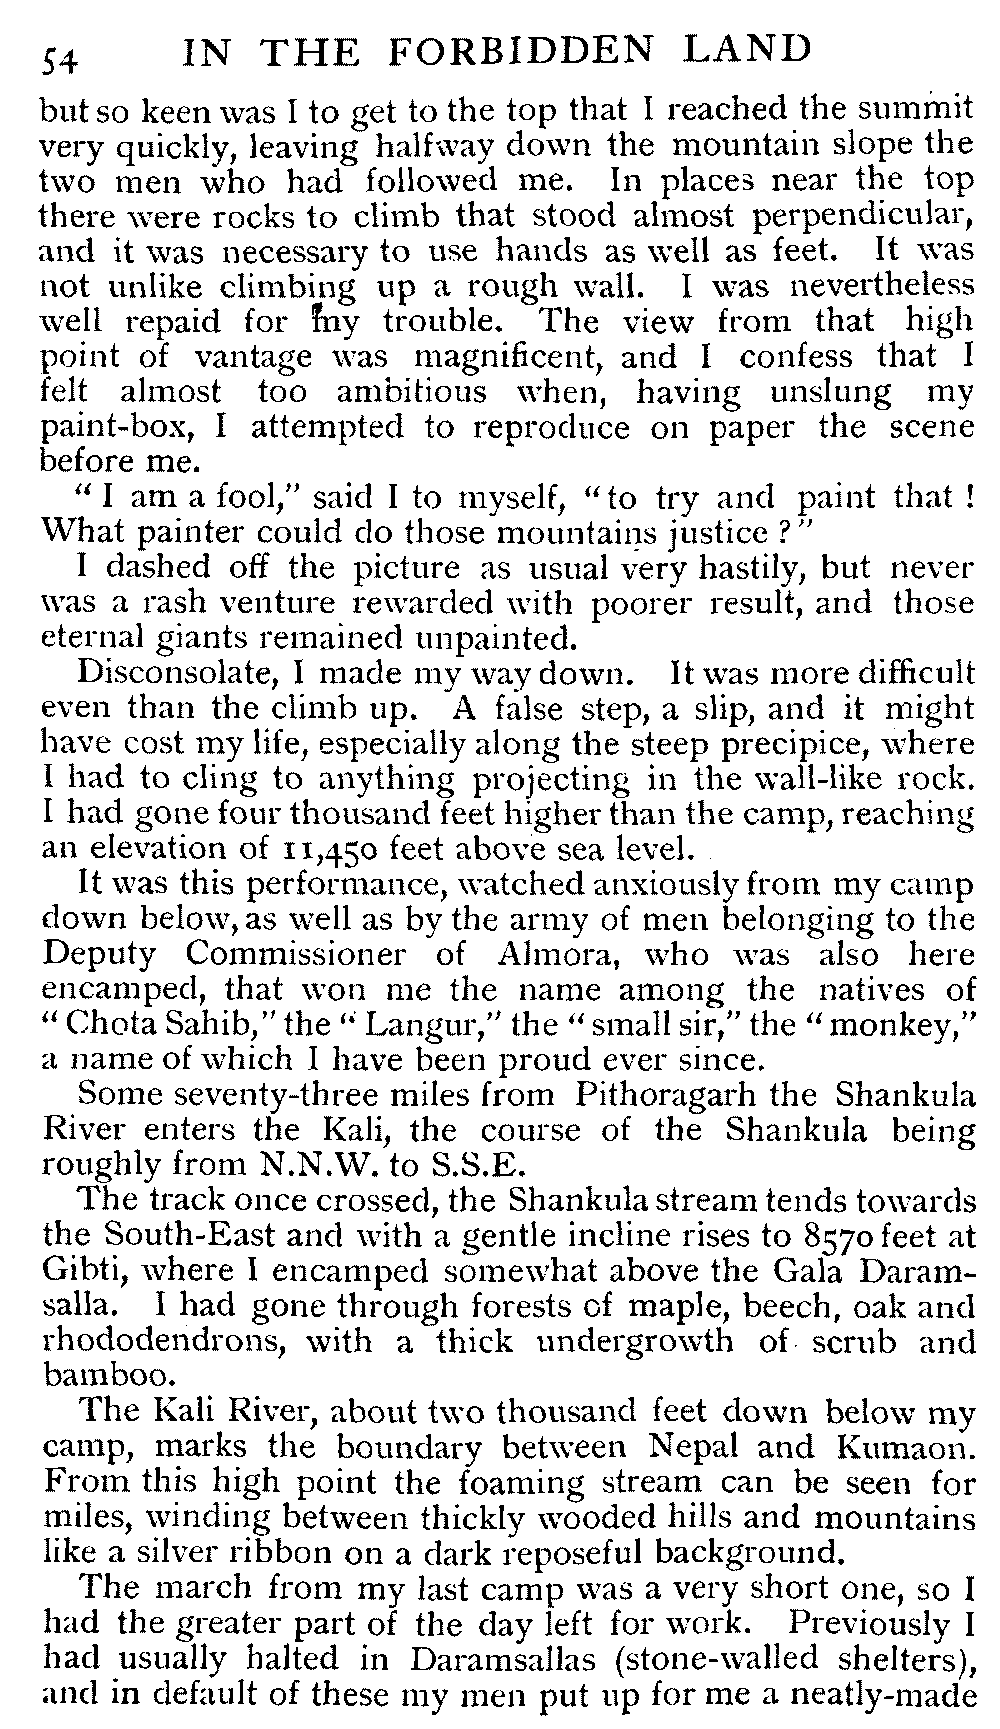 54 IN THE FORBIDDEN LAND
but so keen was I to get to the top that I reached the summit
very quickly, leaving halfway down the mountain slope the
two men who had followed me. In places near the top
there were rocks to climb that stood almost perpendicular,
and it was necessary to use hands as well as feet. It was
not unlike climbing up a rough wall. I was nevertheless
well repaid for my trouble. The view from that high
point of vantage was magnificent, and I confess that I
felt almost too ambitious when, having unslung my
paint-box, I attempted to reproduce on paper the scene
before me.
"I am a fool," said I to myself, "to try and paint that!
What painter could do those mountains justice?"
I dashed off the picture as usual very hastily, but never
was a rash venture rewarded with poorer result, and those
eternal giants remained unpainted.
Disconsolate, I made my way down. It was more difficult
even than the climb up. A false step, a slip, and it might
have cost my life, especially along the steep precipice, where
I had to cling to anything projecting in the wall-like rock.
I had gone four thousand feet higher than the camp, reaching
an elevation of 11,450 feet above sea level.
It was this performance, watched anxiously from my camp
down below, as well as by the army of men belonging to the
Deputy Commissioner of Almora, who was also here
encamped, that won me the name among the natives of
"Chota Sahib," the "Langur," the "small sir," the "monkey,"
a name of which I have been proud ever since.
Some seventy-three miles from Pithoragarh the Shankula
River enters the Kali, the course of the Shankula being
roughly from N.N.W. to S.S.E.
The track once crossed, the Shankula stream tends towards
the South-East and with a gentle incline rises to 8570 feet at
Gibti, where I encamped somewhat above the Gala Daram-
salla. I had gone through forests of maple, beech, oak and
rhododendrons, with a thick undergrowth of scrub and
bamboo.
The Kali River, about two thousand feet down below my
camp, marks the boundary between Nepal and Kumaon.
From this high point the foaming stream can be seen for
miles, winding between thickly wooded hills and mountains
like a silver ribbon on a dark reposeful background.
The march from my last camp was a very short one, so I
had the greater part of the day left for work. Previously I
had usually halted in Daramsallas (stone-walled shelters),
and in default of these my men put up for me a neatly-made